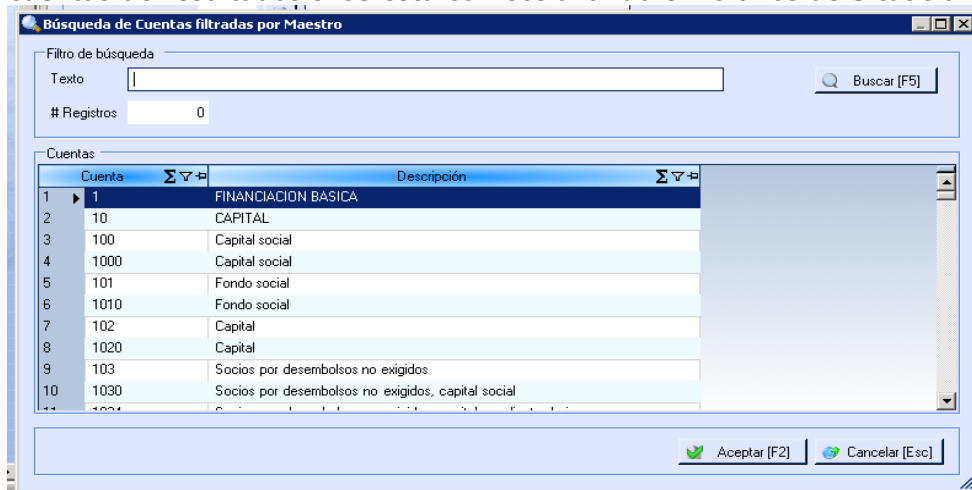 Búsqueda de Cuentas filtradas por Maestro
Filtro de búsqueda
Texto
Buscar [F5]
# Registros 0
Cuentas
Cuenta Descripción
1 1 FINANCIACION BASICA
2 10 CAPITAL
3 100 Capital social
4 1000 Capital social
5 101 Fondo social
6 1010 Fondo social
7 102 Capital
8 1020 Capital
9 103 Socios por desembolsos no exigidos
10 1030 Socios por desembolsos no exigidos, capital social
Aceptar [F2] Cancelar [Esc]